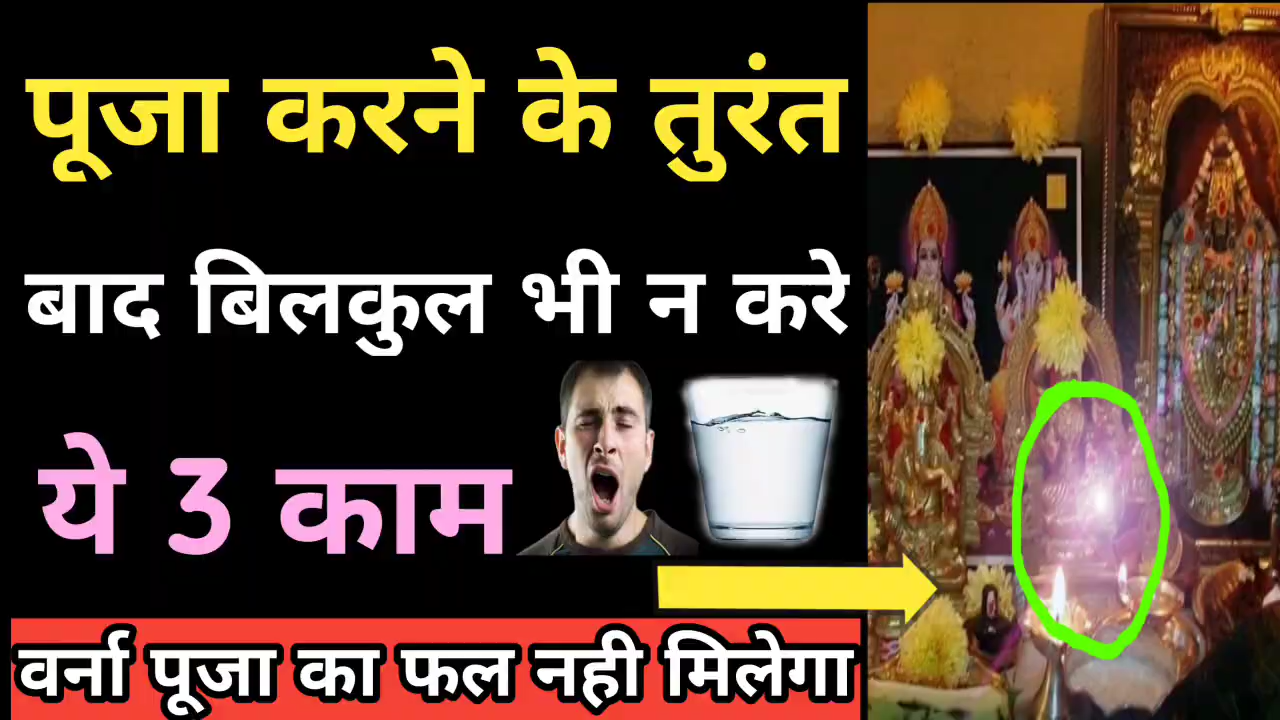 पूजा करने के तुरंत
बाद बिलकुल भी न करे
ये 3 काम
वर्ना पूजा का फल नही मिलेगा